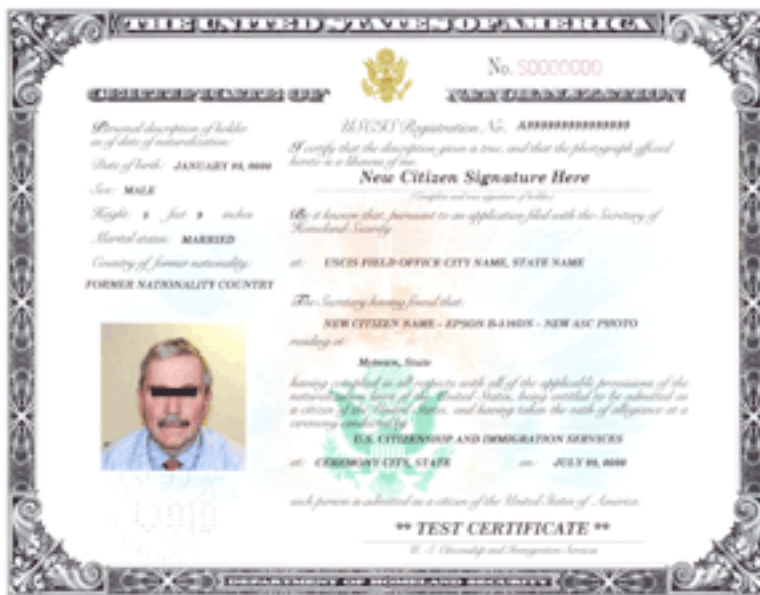 THE UNITED STATES OF AMERICA
No. S0000000
CERTIFICATE OF NATURALIZATION
Personal description of holder
as of date of naturalization:
Date of birth: JANUARY 99, 0000
Sex: MALE
Height: 5 feet 9 inches
Marital status: MARRIED
Country of former nationality:
FORMER NATIONALITY COUNTRY
USCIS Registration No.
I certify that the description given is true, and that the photograph affixed
hereto is a likeness of me.
New Citizen Signature Here
(Complete and true signature of holder)
Be it known that, pursuant to an application filed with the Secretary of
Homeland Security
at: USCIS FIELD OFFICE CITY NAME, STATE NAME
The Secretary having found that:
NEW CITIZEN NAME – EPSON – NEW ASC PHOTO
residing at:
State
having complied in all respects with all of the applicable provisions of the
naturalization laws of the United States, being entitled to be admitted as
a citizen of the United States, and having taken the oath of allegiance at a
ceremony conducted by
U.S. CITIZENSHIP AND IMMIGRATION SERVICES
at: CEREMONY CITY, STATE on: JULY 99, 0000
such person is admitted as a citizen of the United States of America.
** TEST CERTIFICATE **
U. S. Citizenship and Immigration Services
DEPARTMENT OF HOMELAND SECURITY